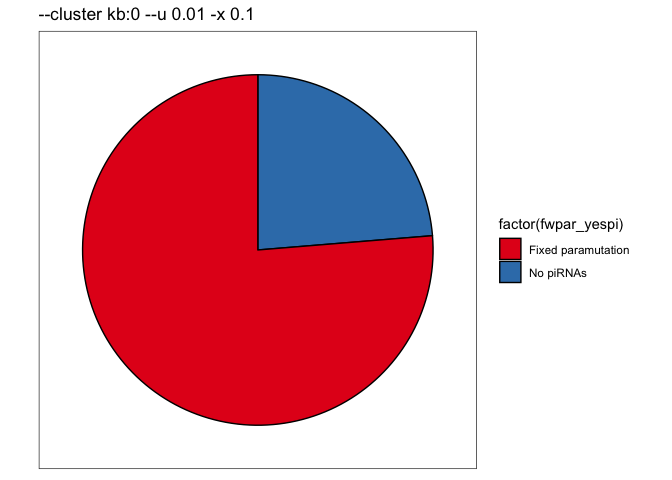 --cluster kb:0 --u 0.01 -x 0.1
factor(fwpar_yespi)
Fixed paramutation
No piRNAs